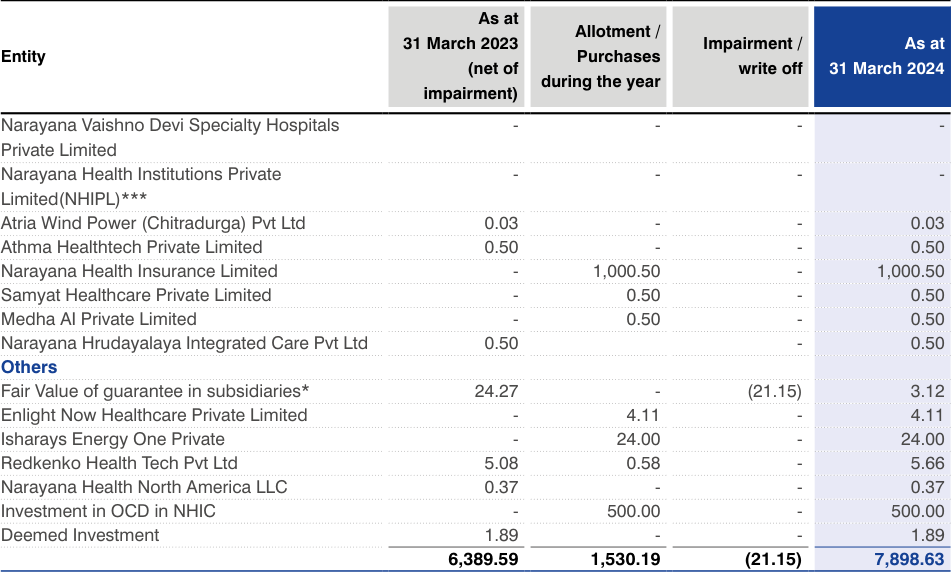 Entity
As at
31 March 2023
(net of
impairment)
Allotment /
Purchases
during the year
Impairment /
write off
As at
31 March 2024
Narayana Vaishno Devi Specialty Hospitals
Private Limited - - - -
Narayana Health Institutions Private
Limited(NHIPL)*** - - - -
Atria Wind Power (Chitradurga) Pvt Ltd 0.03 - - 0.03
Athma Healthtech Private Limited 0.50 - - 0.50
Narayana Health Insurance Limited - 1,000.50 - 1,000.50
Samyat Healthcare Private Limited - 0.50 - 0.50
Medha AI Private Limited - 0.50 - 0.50
Narayana Hrudayalaya Integrated Care Pvt Ltd 0.50 - - 0.50
Others
Fair Value of guarantee in subsidiaries* 24.27 - (21.15) 3.12
Enlight Now Healthcare Private Limited - 4.11 - 4.11
Isharays Energy One Private - 24.00 - 24.00
Redkenko Health Tech Pvt Ltd 5.08 0.58 - 5.66
Narayana Health North America LLC 0.37 - - 0.37
Investment in OCD in NHIC - 500.00 - 500.00
Deemed Investment 1.89 - - 1.89
6,389.59 1,530.19 (21.15) 7,898.63